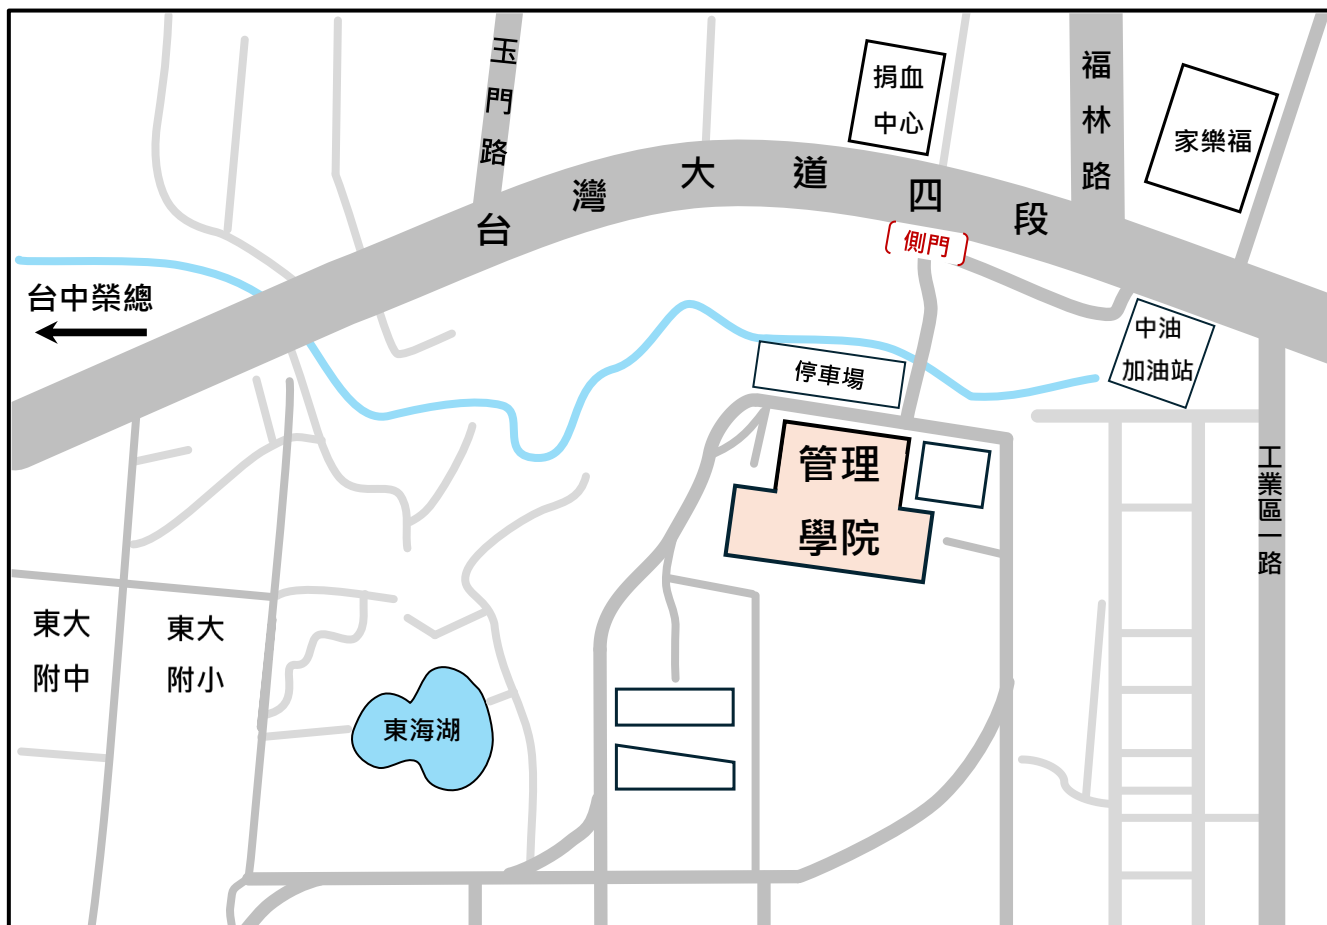 玉門路
福林路
捐血
中心
家樂福
台灣大道四段
側門
台中榮總
中油
加油站
停車場
管理
學院
工業區一路
東大
附中
東大
附小
東海湖